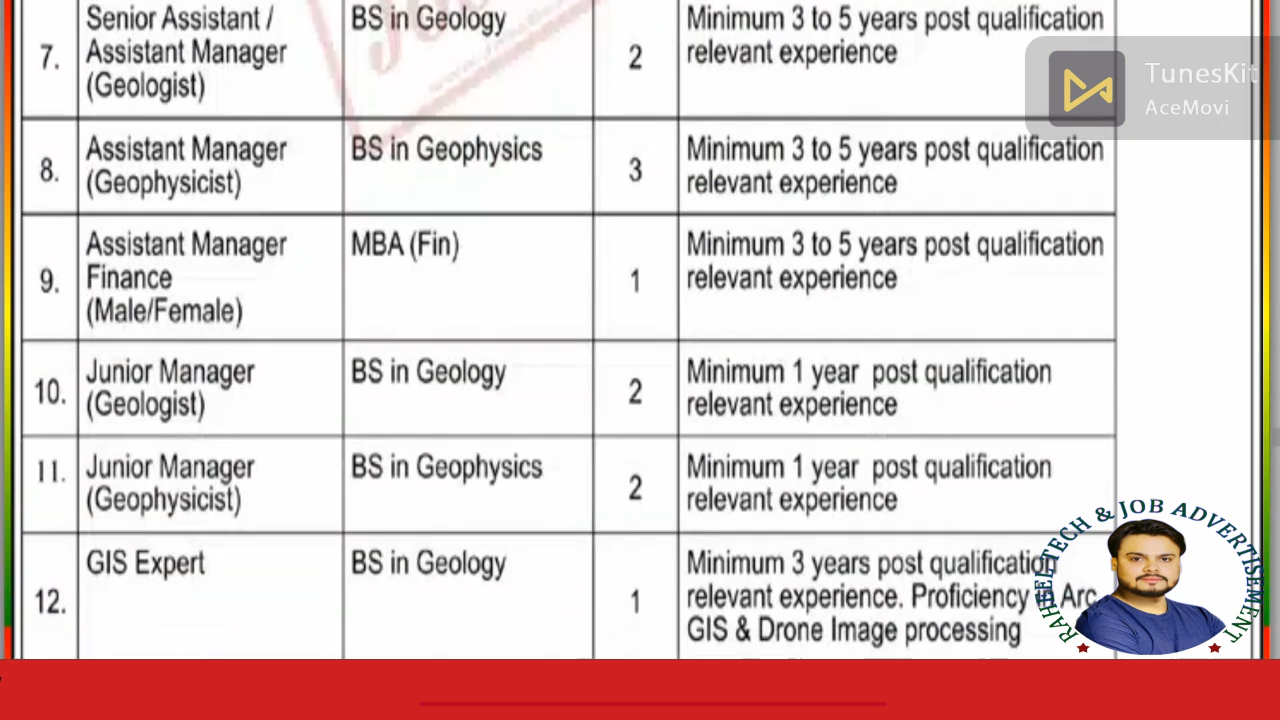 7.
Senior Assistant /
Assistant Manager
(Geologist)
BS in Geology
2
Minimum 3 to 5 years post qualification
relevant experience
8.
Assistant Manager
(Geophysicist)
BS in Geophysics
3
Minimum 3 to 5 years post qualification
relevant experience
9.
Assistant Manager
Finance
(Male/Female)
MBA (Fin)
1
Minimum 3 to 5 years post qualification
relevant experience
10.
Junior Manager
(Geologist)
BS in Geology
2
Minimum 1 year post qualification
relevant experience
11.
Junior Manager
(Geophysicist)
BS in Geophysics
2
Minimum 1 year post qualification
relevant experience
12.
GIS Expert
BS in Geology
1
Minimum 3 years post qualification
relevant experience. Proficiency Arc
GIS & Drone Image processing
TunesKit
AceMovi
RAHEEL TECH & JOB ADVERTISEMENT